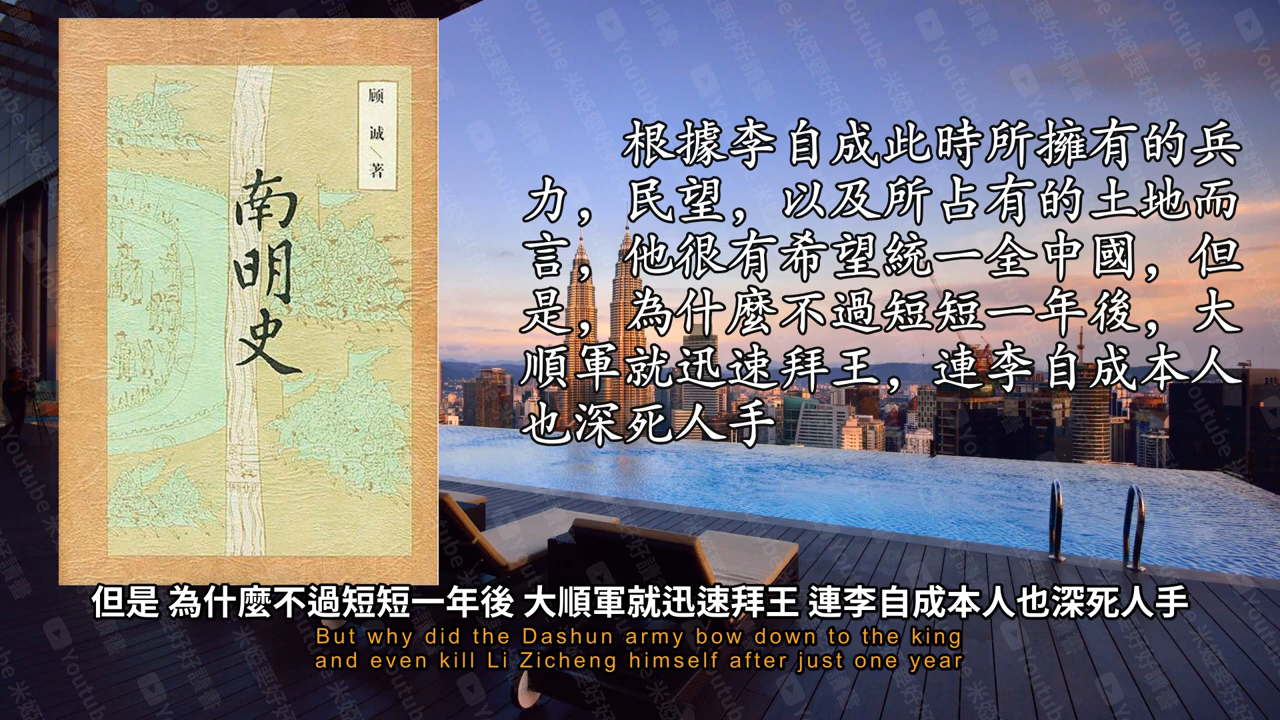 顾诚╲著
南明史
根據李自成此時所擁有的兵
力，民望，以及所占有的土地而
言，他很有希望統一全中國，但
是，為什麼不過短短一年後，大
順軍就迅速拜王，連李自成本人
也深死人手
但是 為什麼不過短短一年後 大順軍就迅速拜王 連李自成本人也深死人手
But why did the Dashun army bow down to the king
and even kill Li Zicheng himself after just one year